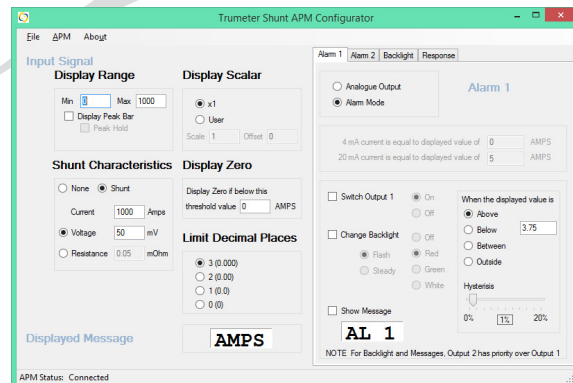 Trumeter Shunt APM Configurator
File APM About
Input Signal
Display Range
Min 0 Max 1000
Display Peak Bar
Peak Hold
Display Scalar
x1
User
Scale 1 Offset 0
Shunt Characteristics
None Shunt
Current 1000 Amps
Voltage 50 mV
Resistance 0.05 mOhm
Display Zero
Display Zero if below this
threshold value 0 AMPS
Limit Decimal Places
3 (0.000)
2 (0.00)
1 (0.0)
0 (0)
Displayed Message
AMPS
Alarm 1 Alarm 2 Backlight Response
Analogue Output
Alarm Mode
Alarm 1
4 mA current is equal to displayed value of 0 AMPS
20 mA current is equal to displayed value of 5 AMPS
Switch Output 1
On
Off
Change Backlight
Off
Flash Red
Steady Green
White
Show Message
AL 1
When the displayed value is
Above
Below 3.75
Between
Outside
Hysterisis
0% 1% 20%
NOTE For Backlight and Messages, Output 2 has priority over Output 1
APM Status: Connected